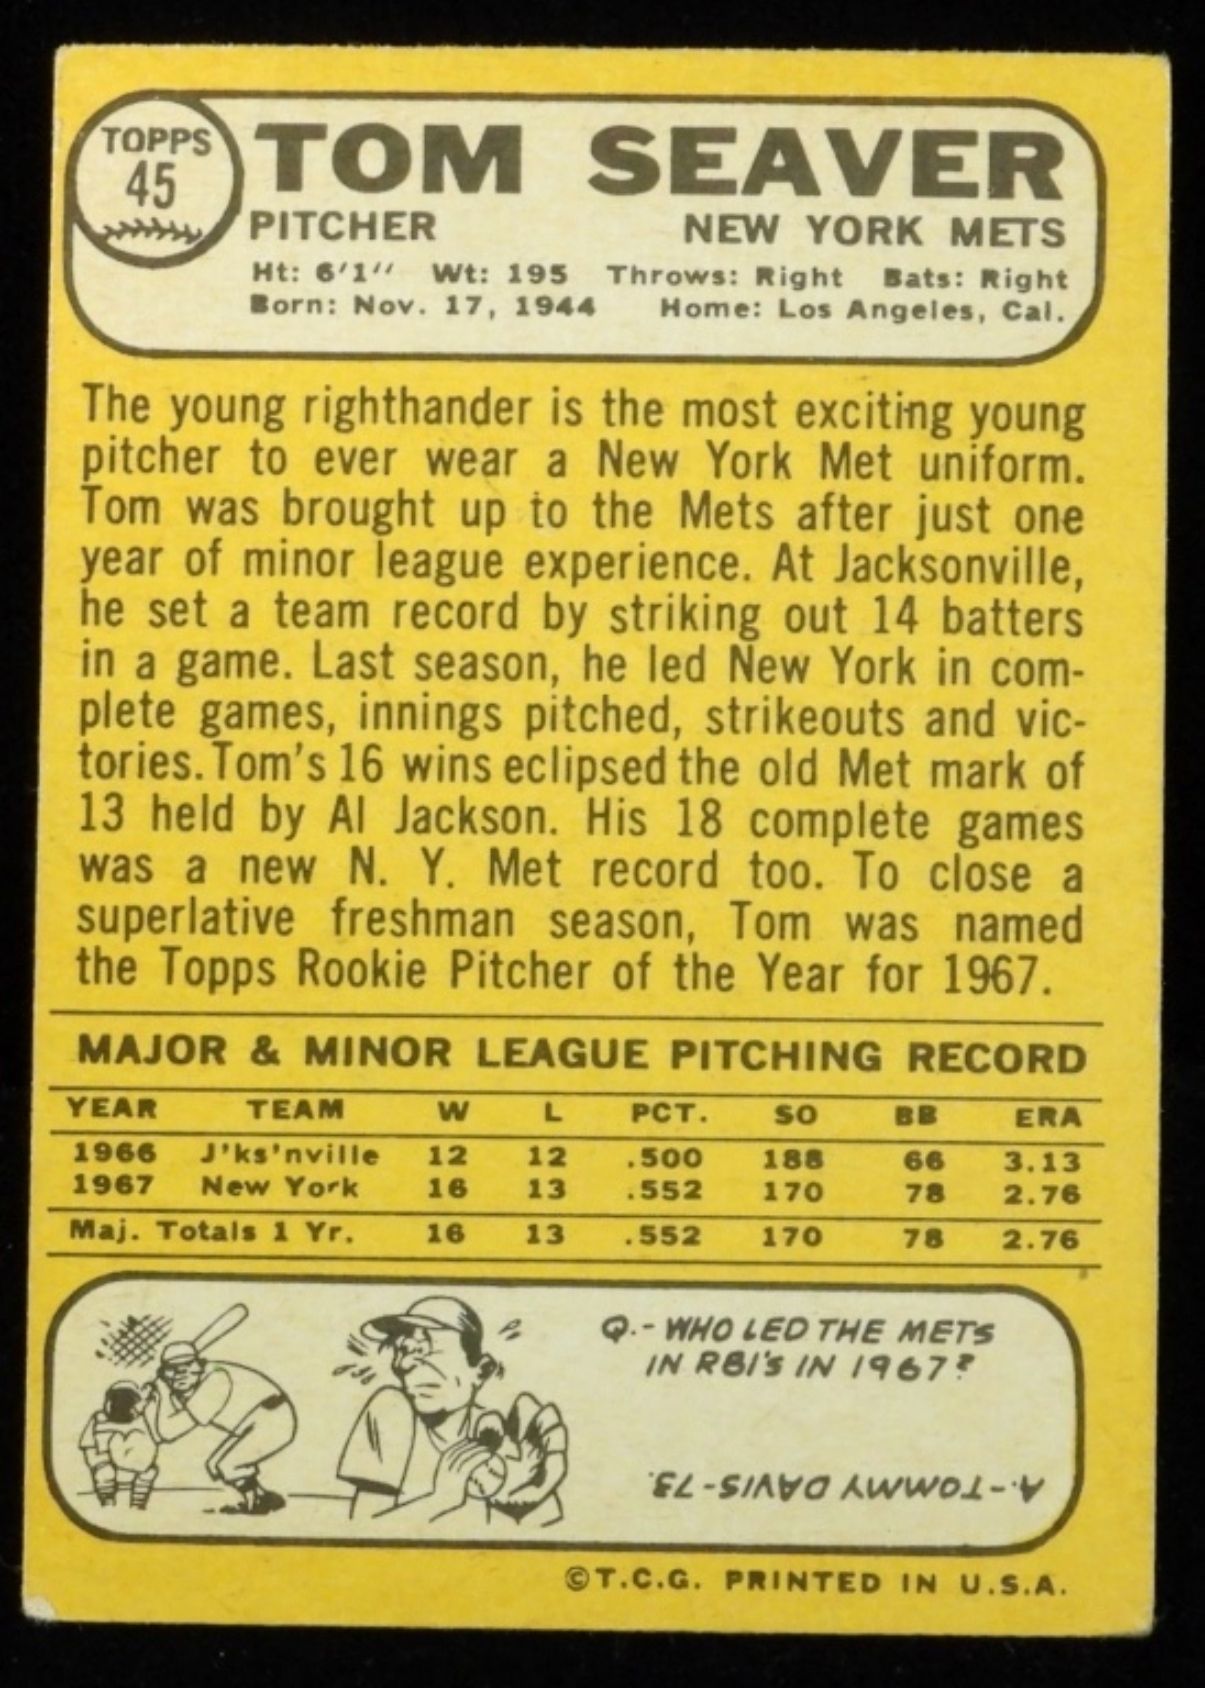 TOPPS
45
TOM SEAVER
PITCHER NEW YORK METS
Ht: 6'1" Wt: 195 Throws: Right Bats: Right
Born: Nov. 17, 1944 Home: Los Angeles, Cal.
The young righthander is the most exciting young
pitcher to ever wear a New York Met uniform.
Tom was brought up to the Mets after just one
year of minor league experience. At Jacksonville,
he set a team record by striking out 14 batters
in a game. Last season, he led New York in com-
plete games, innings pitched, strikeouts and vic-
tories. Tom's 16 wins eclipsed the old Met mark of
13 held by Al Jackson. His 18 complete games
was a new N. Y. Met record too. To close a
superlative freshman season, Tom was named
the Topps Rookie Pitcher of the Year for 1967.
MAJOR & MINOR LEAGUE PITCHING RECORD
YEAR TEAM W L PCT. SO BB ERA
1966 J'ks'nville 12 12 .500 188 66 3.13
1967 New York 16 13 .552 170 78 2.76
Maj. Totals 1 Yr. 16 13 .552 170 78 2.76
Q.- WHO LED THE METS
IN RBI'S IN 1967?
A.- TOMMY DAVIS-73.
©T.C.G. PRINTED IN U.S.A.